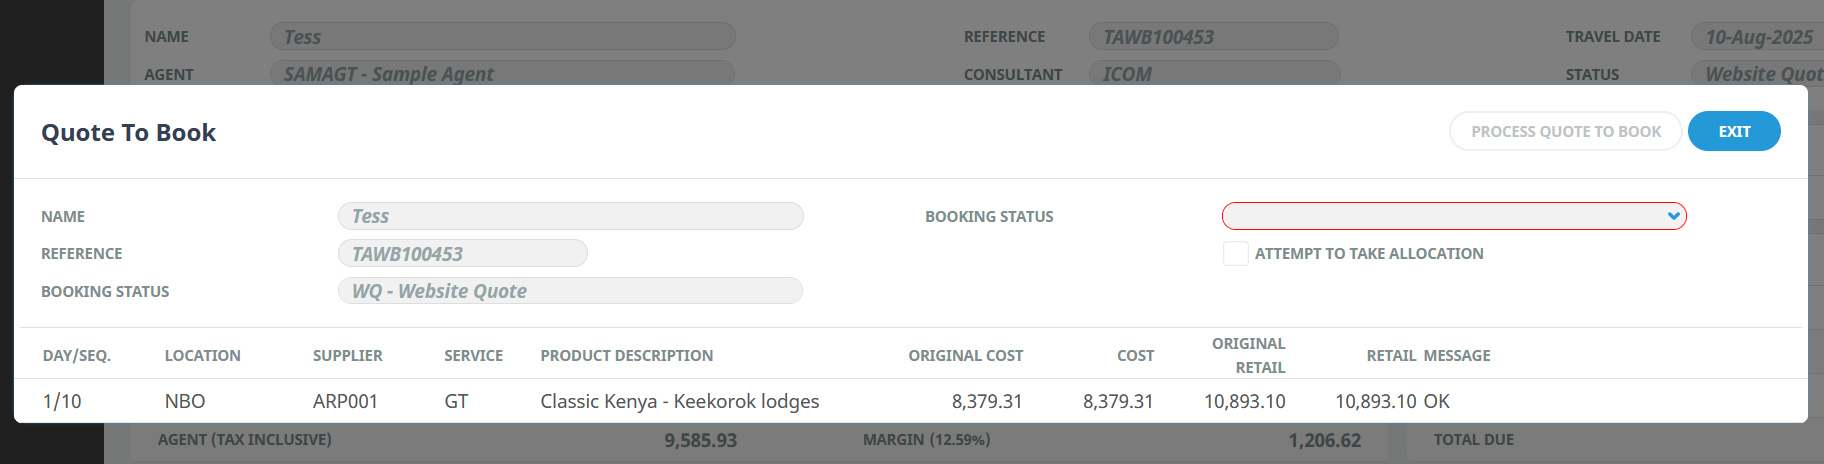 NAME Tess REFERENCE TAWB100453 TRAVEL DATE 10-Aug-2025
AGENT SAMAGT - Sample Agent CONSULTANT ICOM STATUS Website Quot
Quote To Book PROCESS QUOTE TO BOOK EXIT
NAME Tess BOOKING STATUS
REFERENCE TAWB100453 ATTEMPT TO TAKE ALLOCATION
BOOKING STATUS WQ - Website Quote
DAY/SEQ. LOCATION SUPPLIER SERVICE PRODUCT DESCRIPTION ORIGINAL COST COST ORIGINAL RETAIL RETAIL MESSAGE
1/10 NBO ARP001 GT Classic Kenya - Keekorok lodges 8,379.31 8,379.31 10,893.10 10,893.10 OK
AGENT (TAX INCLUSIVE) 9,585.93 MARGIN (12.59%) 1,206.62 TOTAL DUE